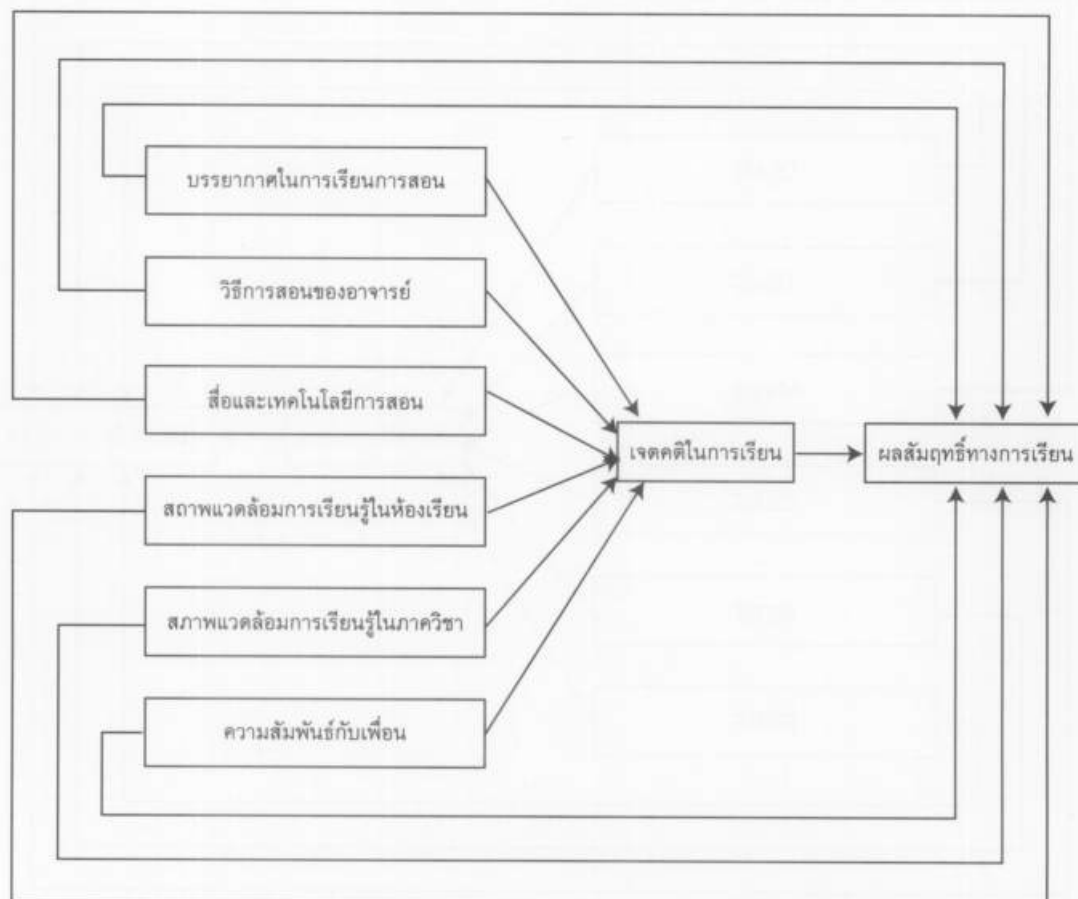 บรรยากาศในการเรียนการสอน
วิธีการสอนของอาจารย์
สื่อและเทคโนโลยีการสอน
สถาพแวดล้อมการเรียนรู้ในห้องเรียน
สภาพแวดล้อมการเรียนรู้ในภาควิชา
ความสัมพันธ์กับเพื่อน
เจตคติในการเรียน
ผลสัมฤทธิ์ทางการเรียน